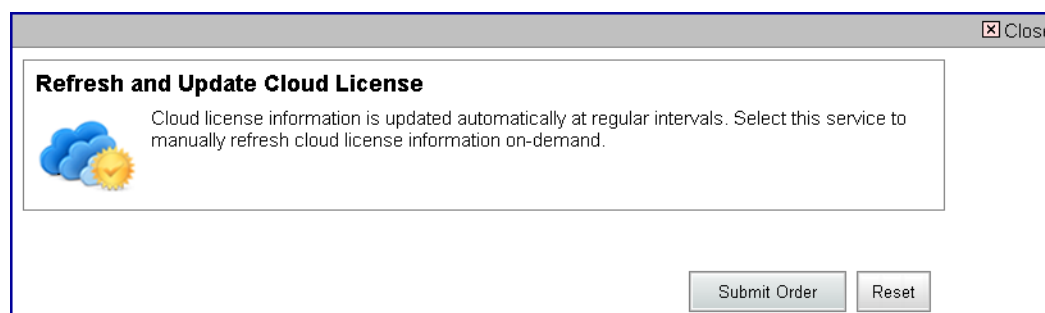 Close
Refresh and Update Cloud License
Cloud license information is updated automatically at regular intervals. Select this service to
manually refresh cloud license information on-demand.
Submit Order Reset